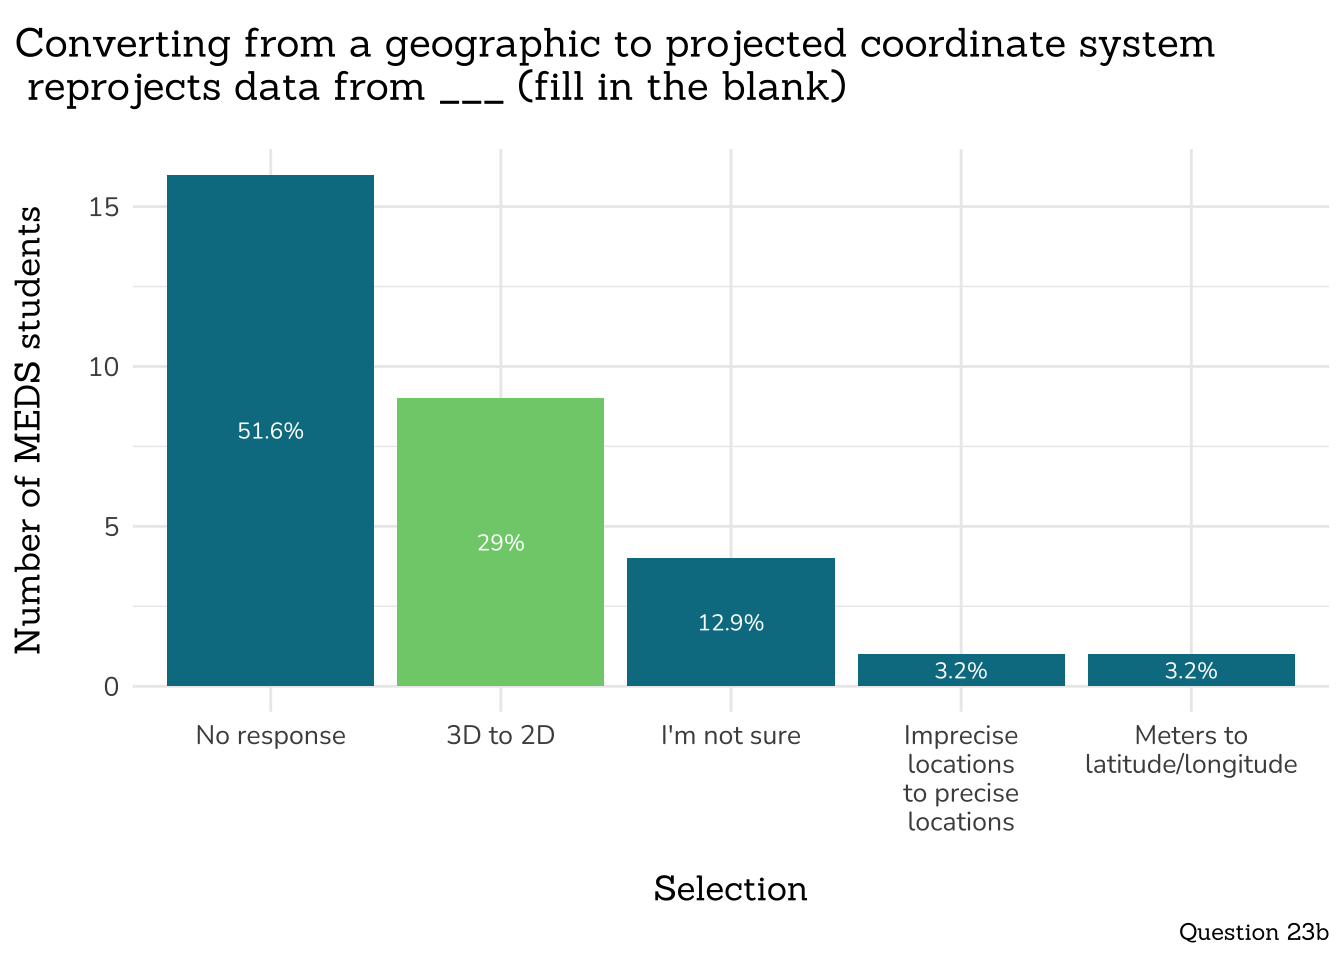 Converting from a geographic to projected coordinate system
reprojects data from ___ (fill in the blank)
Number of MEDS students
15
10
5
0
51.6%
29%
12.9%
3.2%
3.2%
No response
3D to 2D
I'm not sure
Imprecise
locations
to precise
locations
Meters to
latitude/longitude
Selection
Question 23b